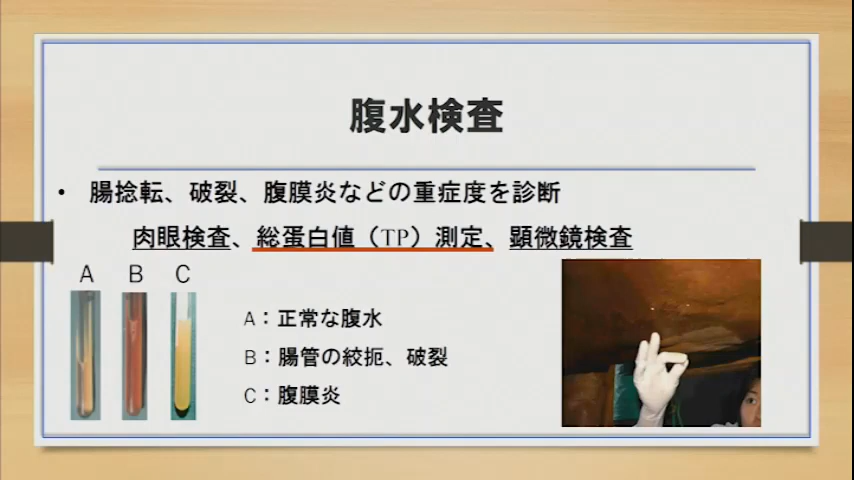 腹水検査
• 腸捻転、破裂、腹膜炎などの重症度を診断
肉眼検査、総蛋白値（TP）測定、顕微鏡検査
A B C
A：正常な腹水
B：腸管の絞扼、破裂
C：腹膜炎